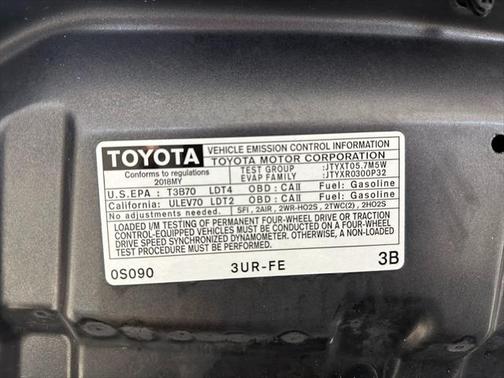 TOYOTA VEHICLE EMISSION CONTROL INFORMATION
Conforms to regulations TOYOTA MOTOR CORPORATION
2018MY TEST GROUP :JTYXT05.7M5W
EVAP FAMILY :JTYXR0300P32
U.S.EPA : T3B70 LDT4 OBD : CAⅡ Fuel: Gasoline
California: ULEV70 LDT2 OBD : CAⅡ Fuel: Gasoline
No adjustments needed. SFI , 2AIR , 2WR-HO2S , 2TWC(2) , 2HO2S
LOADED I/M TESTING OF PERMANENT FOUR-WHEEL DRIVE OR TRACTION
CONTROL-EQUIPPED VEHICLES MUST BE CONDUCTED ON A FOUR-WHEEL
DRIVE SPEED SYNCHRONIZED DYNAMOMETER. OTHERWISE, A NON-LOADED
TEST PROCEDURE MUST BE USED.
0S090 3UR-FE 3B